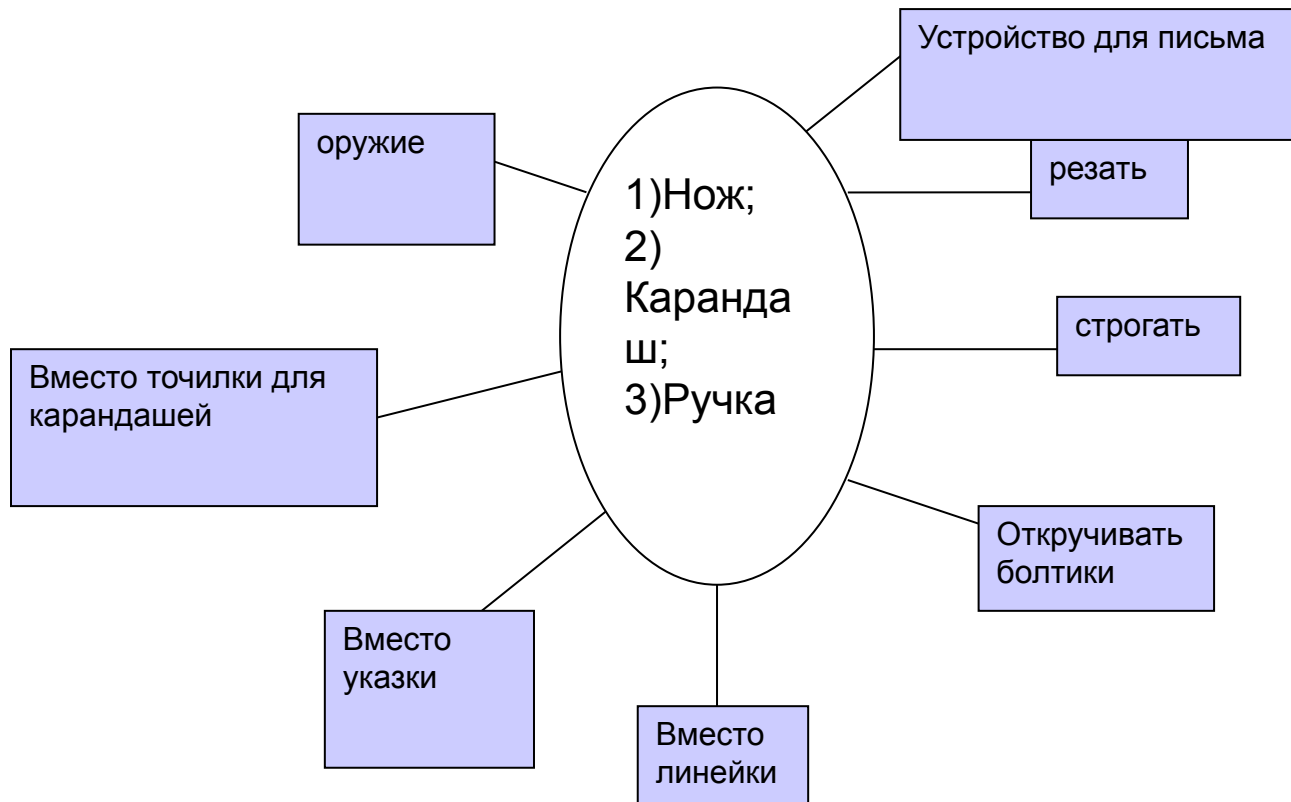 Устройство для письма
оружие
резать
1)Нож;
2)
Каранда
ш;
3)Ручка
строгать
Вместо точилки для
карандашей
Откручивать
болтики
Вместо
указки
Вместо
линейки